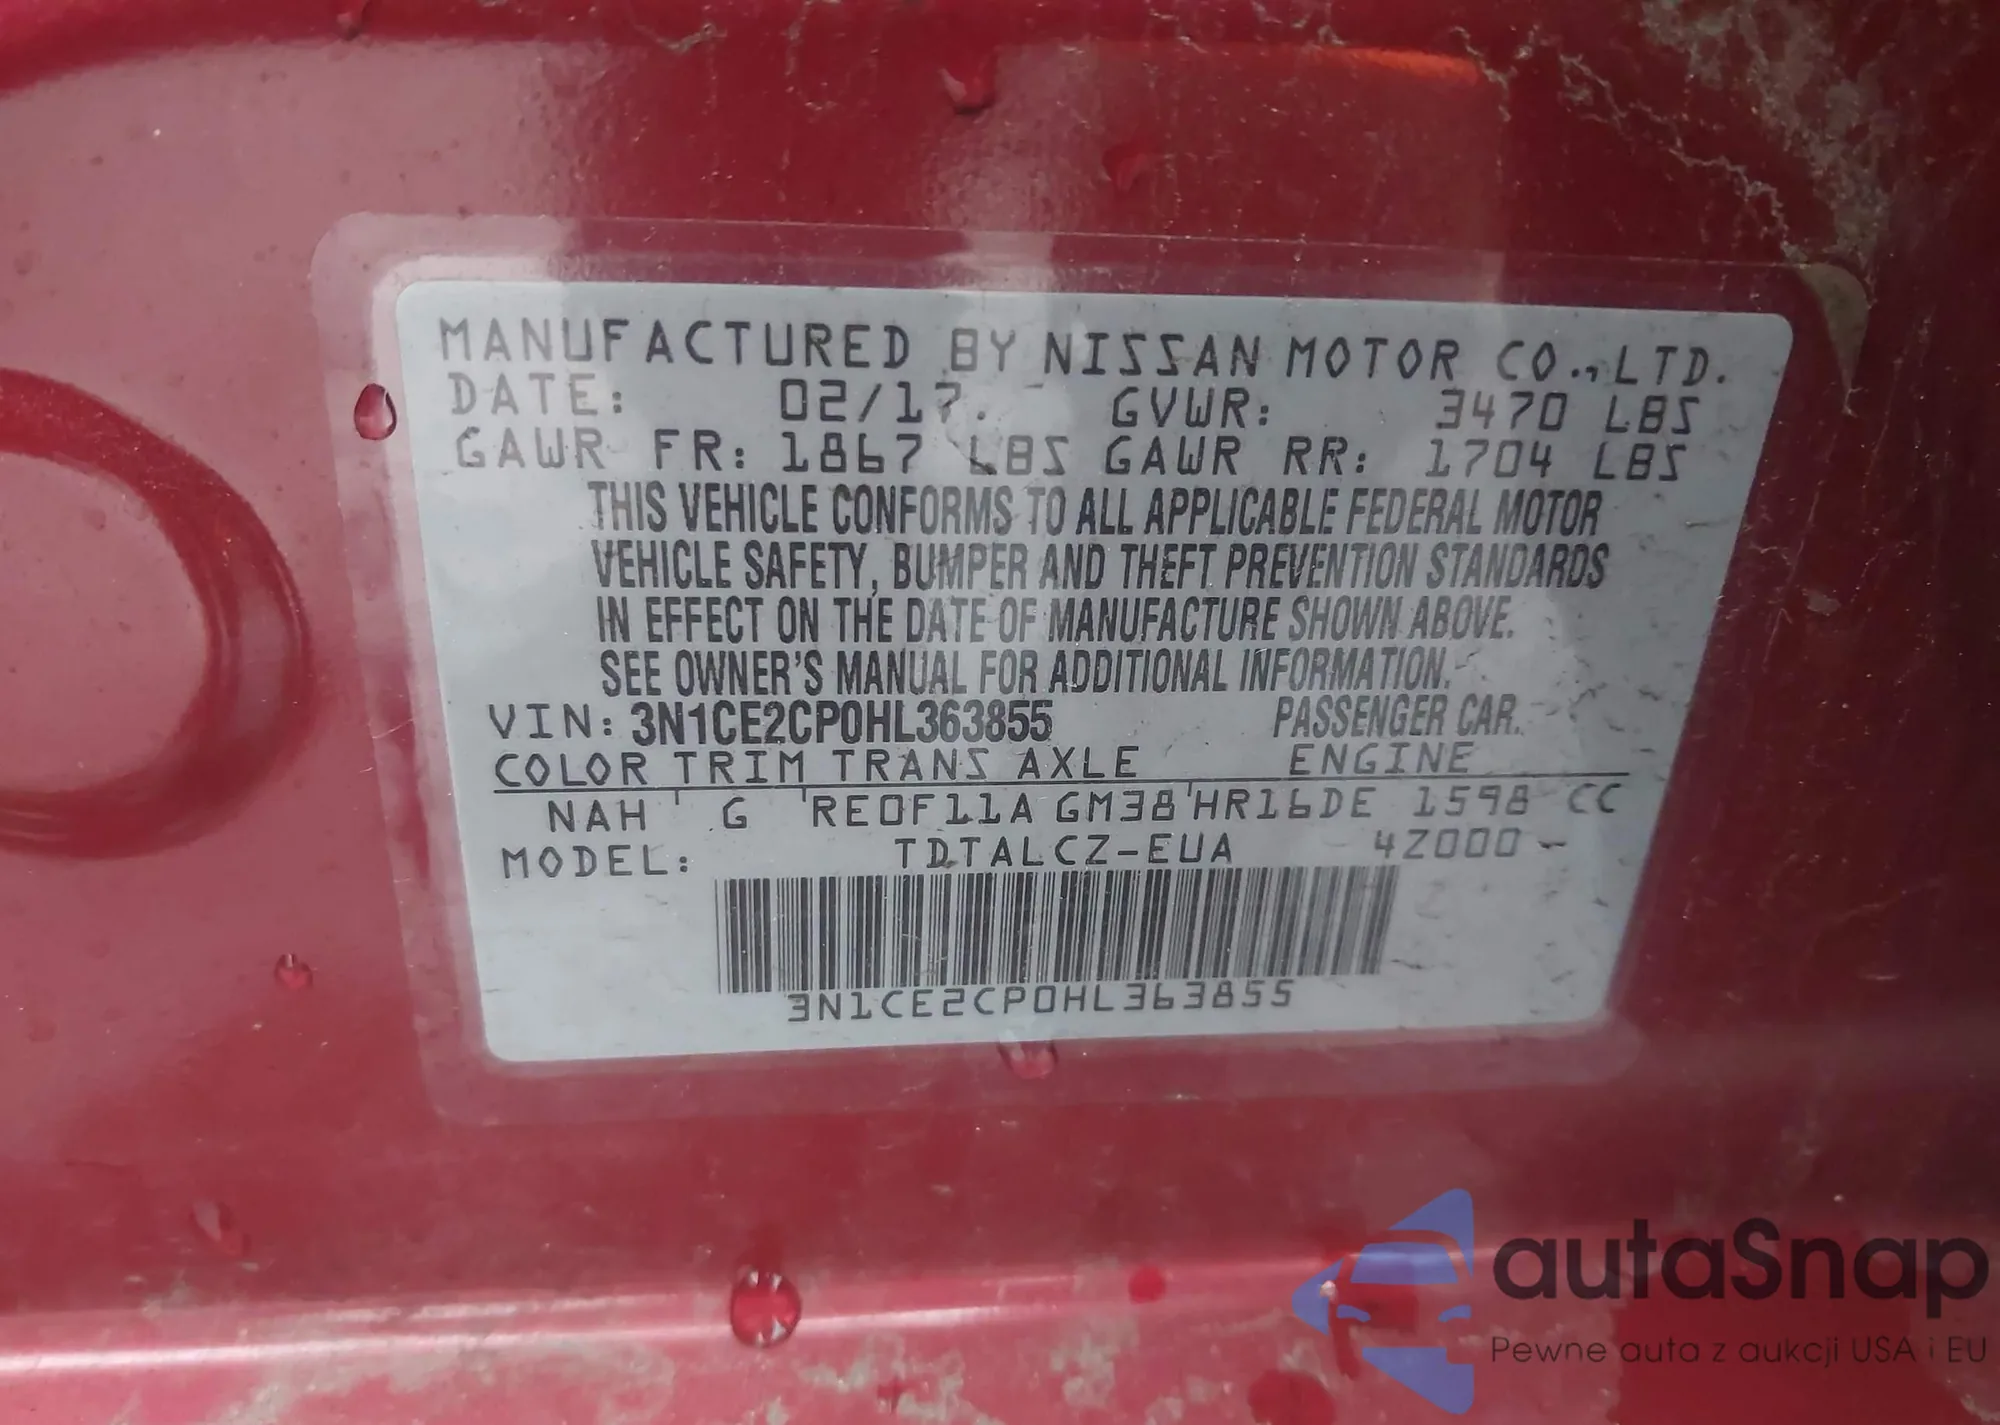 MANUFACTURED BY NISSAN MOTOR CO., LTD.
DATE: 02/17. GVWR: 3470 LBS
GAWR FR: 1867 LBS GAWR RR: 1704 LBS
THIS VEHICLE CONFORMS TO ALL APPLICABLE FEDERAL MOTOR
VEHICLE SAFETY, BUMPER AND THEFT PREVENTION STANDARDS
IN EFFECT ON THE DATE OF MANUFACTURE SHOWN ABOVE.
SEE OWNER'S MANUAL FOR ADDITIONAL INFORMATION.
VIN: 3N1CE2CP0HL363855 PASSENGER CAR.
COLOR TRIM TRANS AXLE ENGINE
NAH G RE0F11A GM38 HR16DE 1598 CC
MODEL: TDTALCZ-EUA 4Z000-
3N1CE2CP0HL363855
autaSnap
Pewne auta z aukcji USA i EU